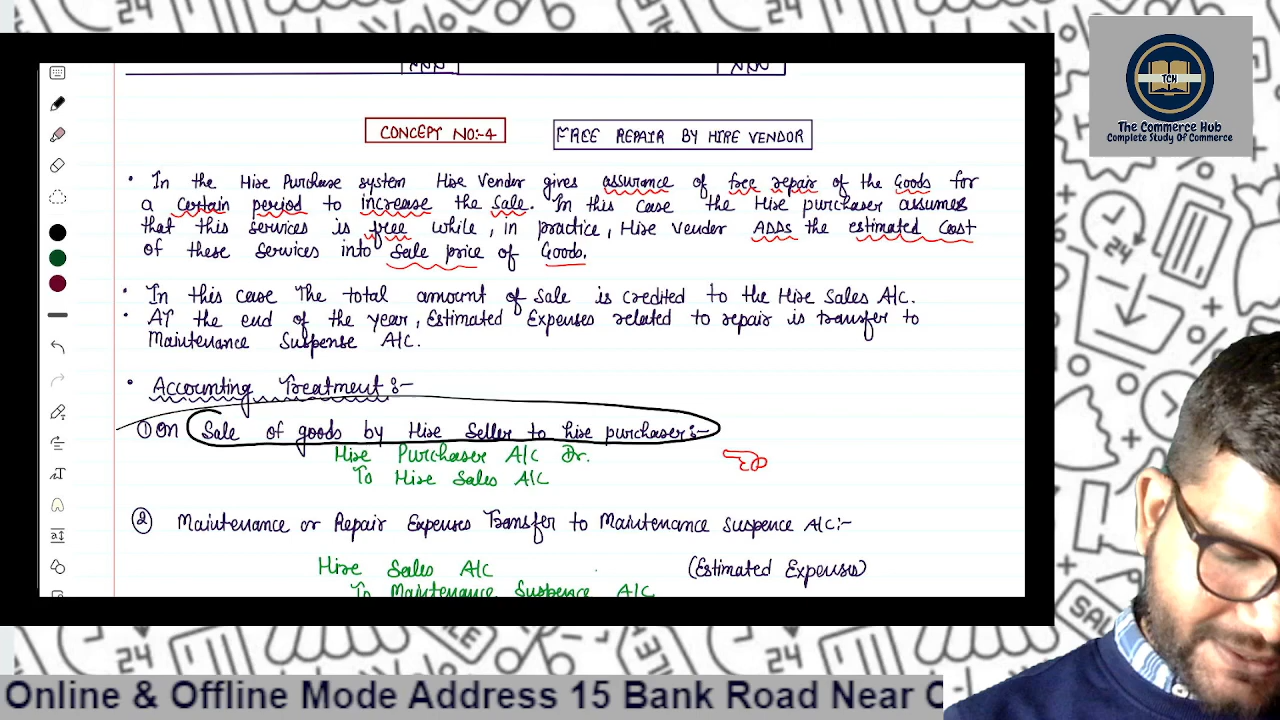 CONCEPT NO:-4
FREE REPAIR BY HIRE VENDOR
• In the Hire Purchase system Hire Vendor gives assurance of free repair of the Goods for
a Certain period to increase the Sale. In this case the Hire purchaser assumes
that this services is free while, in practice, Hire Vender ADDs the estimated Cost
of these Services into Sale price of Goods.
• In this case The total amount of Sale is credited to the Hire Sales A/C.
• AT the end of the year, Estimated Expenses related to repair is transfer to
Maintenance Suspense A/C.
• Accounting Treatment:-
① On Sale of goods by Hire Seller to hire purchaser:-
Hire Purchaser A/C Dr.
To Hire Sales A/C
② Maintenance or Repair Expenses Transfer to Maintenance Suspence A/C:-
Hire Sales A/C (Estimated Expenses)
To Maintenance Suspence A/C
TCH
The Commerce Hub
Complete Study Of Commerce
Online & Offline Mode Address 15 Bank Road Near